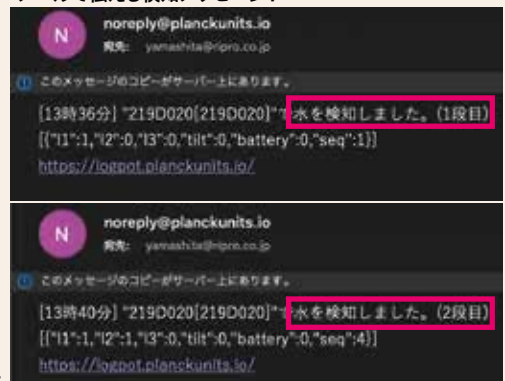 N
noreply@planckunits.io
宛先: yamashita@ripro.co.jp
このメッセージのコピーがサーバー上にあります。
[13時36分] "219D020[219D020]"で水を検知しました。(1段目)
[{"l1":1,"l2":0,"l3":0,"tilt":0,"battery":0,"seq":1}]
https://logpot.planckunits.io/
N
noreply@planckunits.io
宛先: yamashita@ripro.co.jp
このメッセージのコピーがサーバー上にあります。
[13時40分] "219D020[219D020]"で水を検知しました。(2段目)
[{"l1":1,"l2":1,"l3":0,"tilt":0,"battery":0,"seq":4}]
https://logpot.planckunits.io/